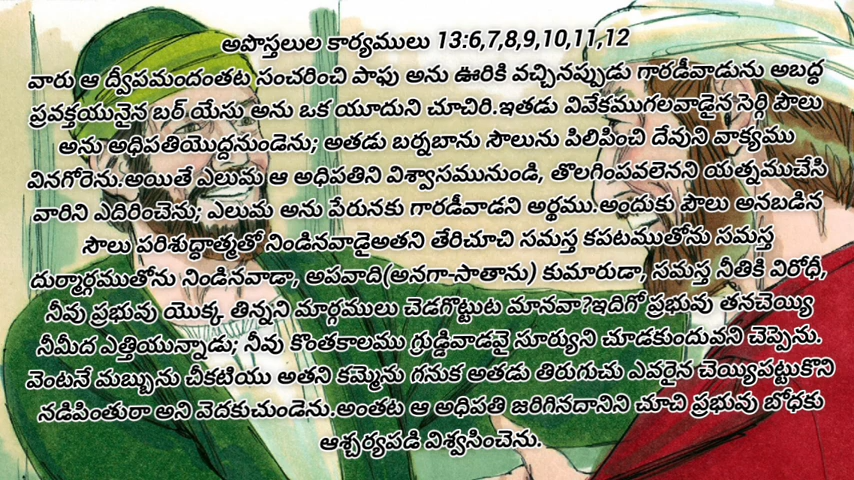 అపొస్తలుల కార్యములు 13:6,7,8,9,10,11,12
వారు ఆ ద్వీపమందంతట సంచరించి పాఫు అను ఊరికి వచ్చినప్పుడు గారడీవాడును అబద్ధ
ప్రవక్తయునైన బర్ యేసు అను ఒక యూదుని చూచిరి.ఇతడు వివేకముగలవాడైన సెర్గి పౌలు
అను అధిపతియొద్దనుండెను; అతడు బర్నబాను సౌలును పిలిపించి దేవుని వాక్యము
వినగోరెను.అయితే ఎలుమ ఆ అధిపతిని విశ్వాసమునుండి, తొలగింపవలెనని యత్నముచేసి
వారిని ఎదిరించెను; ఎలుమ అను పేరునకు గారడీవాడని అర్థము.అందుకు పౌలు అనబడిన
సౌలు పరిశుద్ధాత్మతో నిండినవాడైఅతని తేరిచూచి సమస్త కపటముతోను సమస్త
దుర్మార్గముతోను నిండినవాడా, అపవాది(అనగా-సాతాను) కుమారుడా, సమస్త నీతికి విరోధీ,
నీవు ప్రభువు యొక్క తిన్నని మార్గములు చెడగొట్టుట మానవా?ఇదిగో ప్రభువు తనచెయ్యి
నీమీద ఎత్తియున్నాడు; నీవు కొంతకాలము గ్రుడ్డివాడవై సూర్యుని చూడకుందువని చెప్పెను.
వెంటనే మబ్బును చీకటియు అతని కమ్మెను గనుక అతడు తిరుగుచు ఎవరైన చెయ్యిపట్టుకొని
నడిపింతురా అని వెదకుచుండెను.అంతట ఆ అధిపతి జరిగినదానిని చూచి ప్రభువు బోధకు
ఆశ్చర్యపడి విశ్వసించెను.